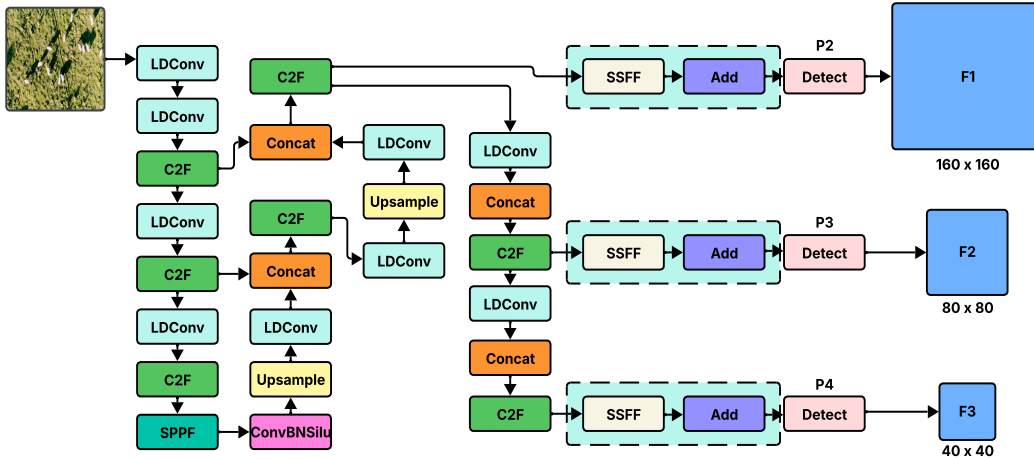 LDConv
LDConv
C2F
LDConv
C2F
LDConv
C2F
SPPF
C2F
Concat
C2F
Concat
LDConv
Upsample
ConvBNSilu
LDConv
Upsample
LDConv
LDConv
Concat
C2F
LDConv
Concat
C2F
SSFF
Add
P2
Detect
F1
160 x 160
SSFF
Add
P3
Detect
F2
80 x 80
SSFF
Add
P4
Detect
F3
40 x 40